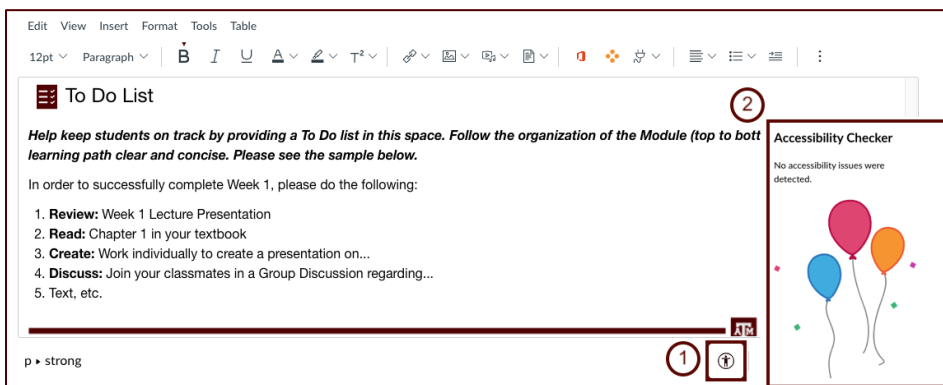 Edit View Insert Format Tools Table
12pt Paragraph B I U A T²
To Do List
2
Help keep students on track by providing a To Do list in this space. Follow the organization of the Module (top to bott
learning path clear and concise. Please see the sample below.
Accessibility Checker
No accessibility issues were
detected.
In order to successfully complete Week 1, please do the following:
1. Review: Week 1 Lecture Presentation
2. Read: Chapter 1 in your textbook
3. Create: Work individually to create a presentation on...
4. Discuss: Join your classmates in a Group Discussion regarding...
5. Text, etc.
ATM
p ▸ strong
1